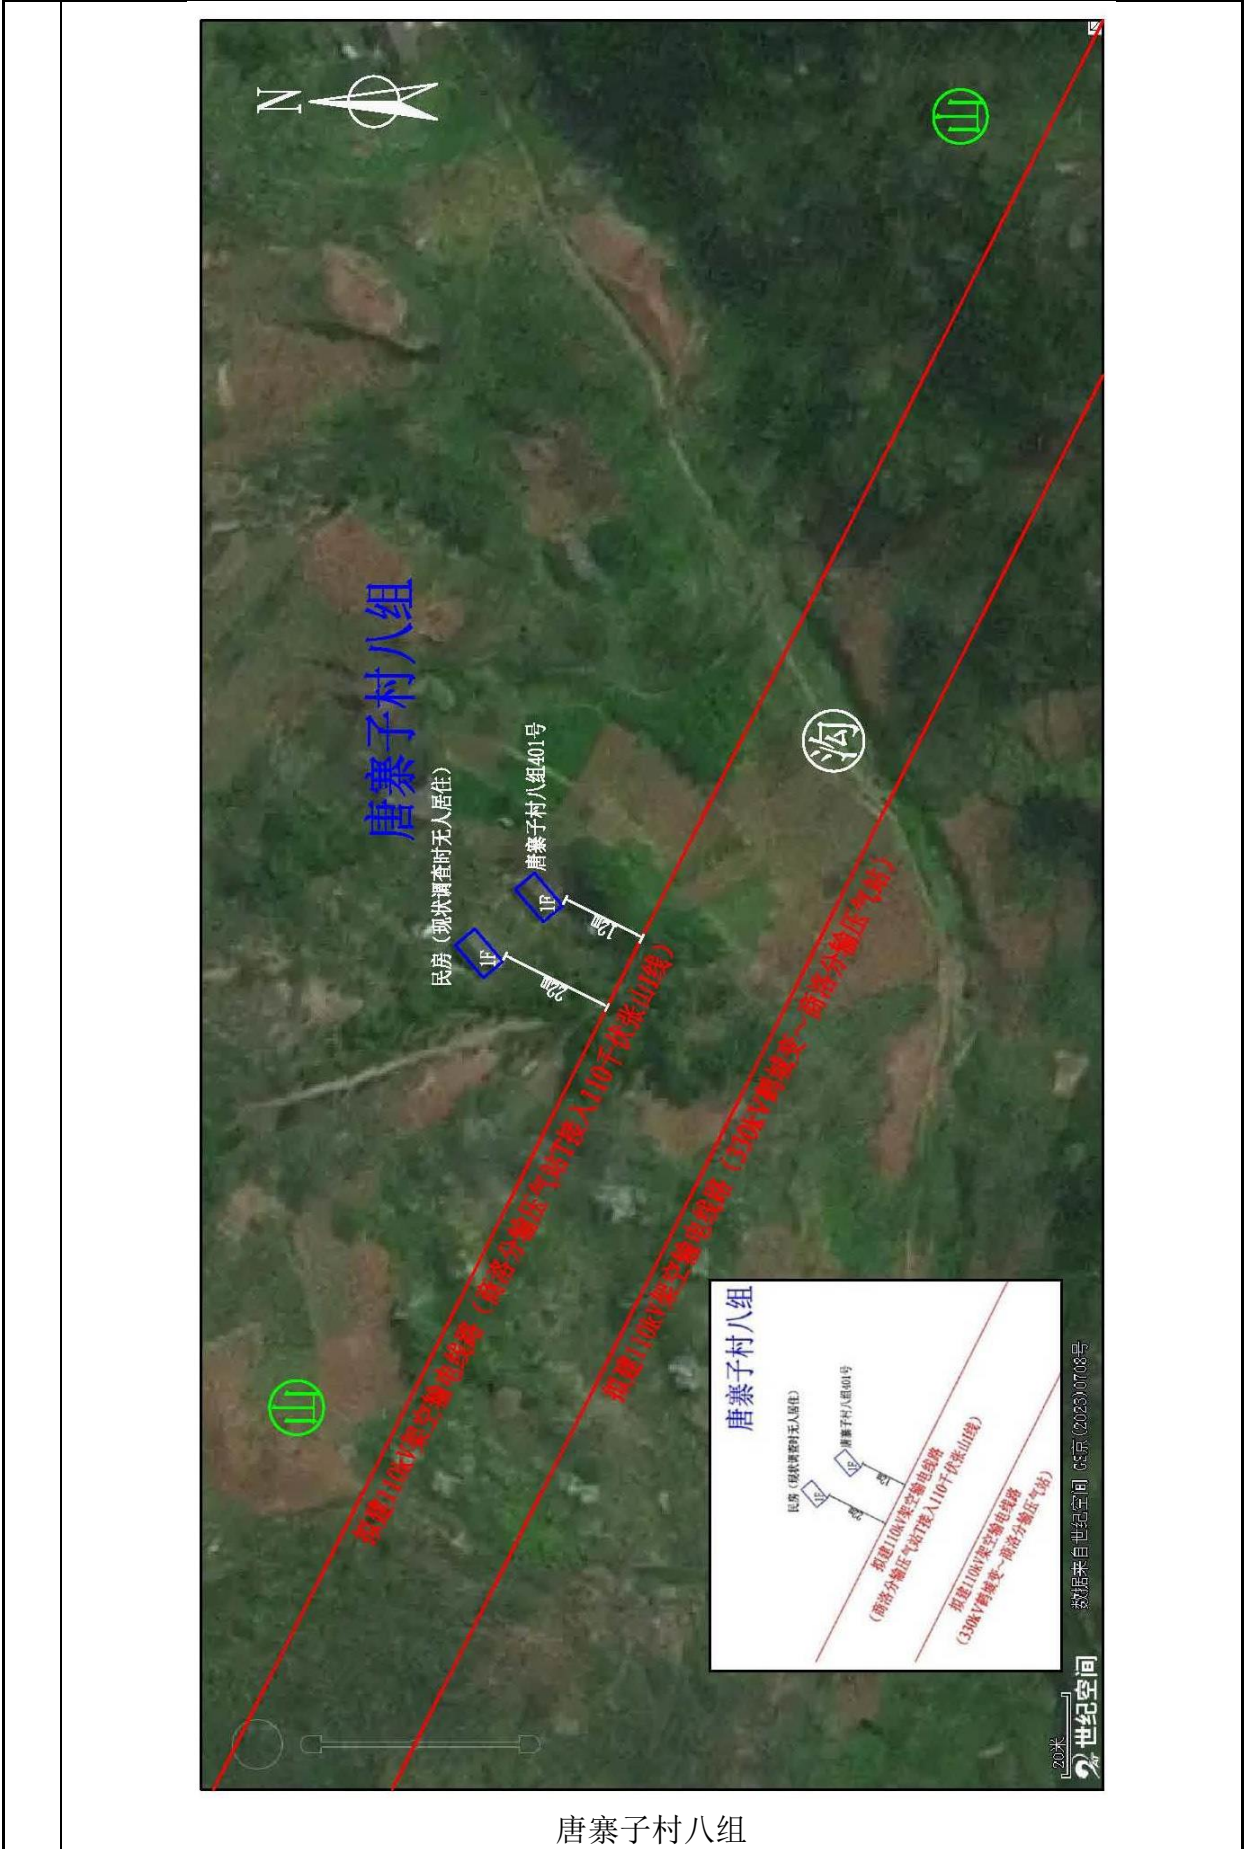 N
山
唐寨子村八组
民房（现状调查时无人居住）
唐寨子村八组401号
1F
1F
22米
12米
沟
拟建110kV架空输电线路（商洛分输压气站T接入110千伏张山I线）
拟建110kV架空输电线路（330kV鹤城变~商洛分输压气站）
山
唐寨子村八组
民房（现状调查时无人居住）
唐寨子村八组401号
1F
1F
拟建110kV架空输电线路
（商洛分输压气站T接入110千伏张山I线）
拟建110kV架空输电线路
（330kV鹤城变~商洛分输压气站）
20米
世纪空间
数据来自世纪空间 GS京(2023)0708号
唐寨子村八组